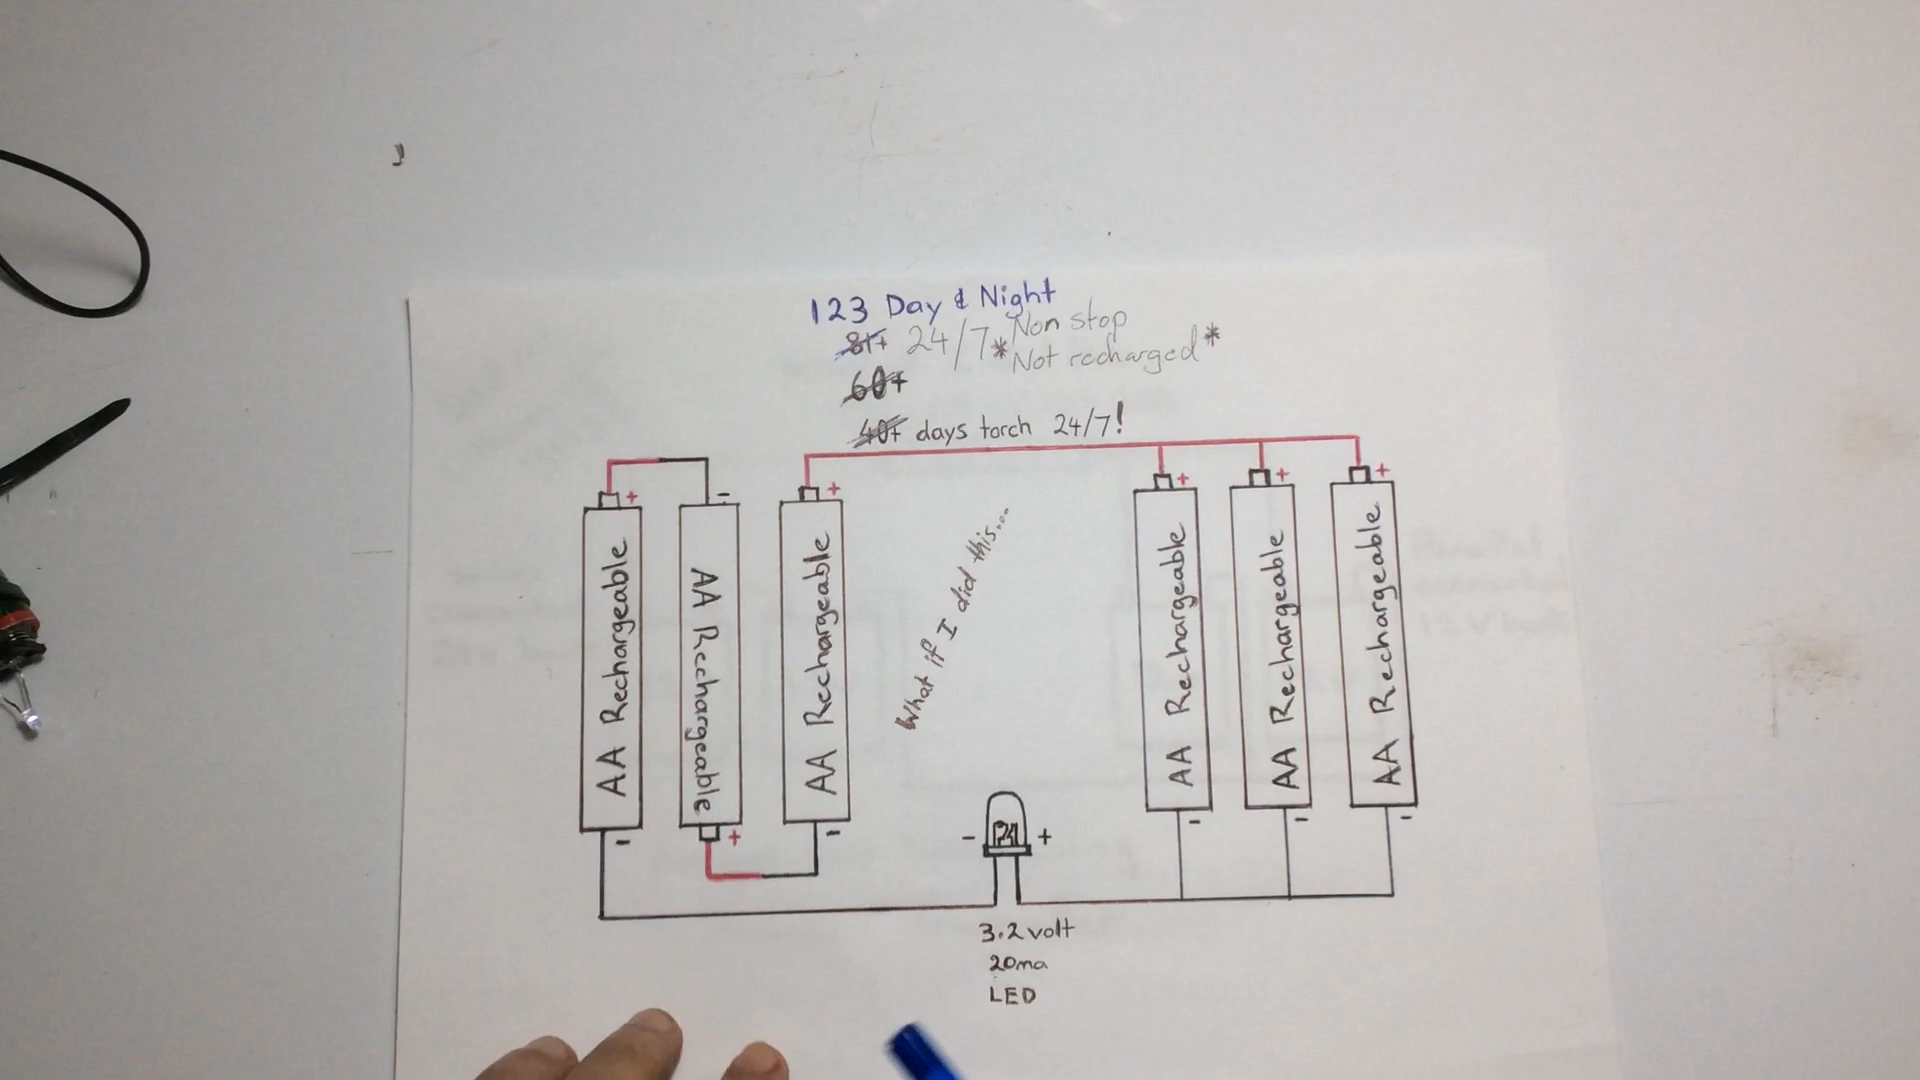 123 Day & Night
81+ 24/7 *Non stop
*Not recharged*
60+
40+ days torch 24/7!
+
-
+
+
+
+
AA Rechargeable
AA Rechargeable
AA Rechargeable
What if I did this...
AA Rechargeable
AA Rechargeable
AA Rechargeable
-
+
-
- +
-
-
-
3.2 volt
20ma
LED